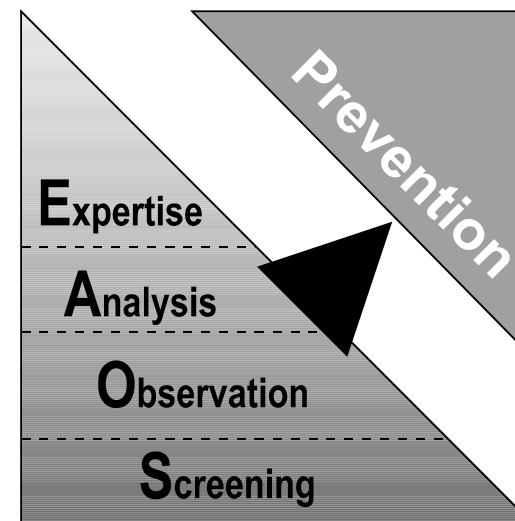 Prevention
Expertise
Analysis
Observation
Screening